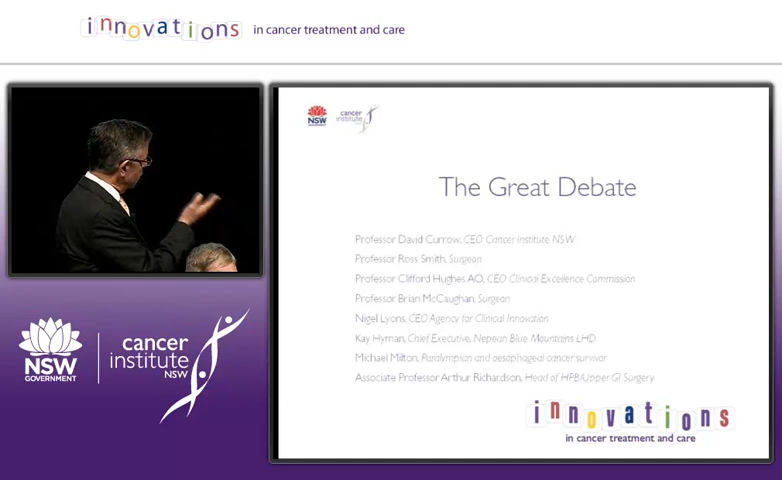 innovations in cancer treatment and care
NSW
cancer
institute
The Great Debate
Professor David Currow, CEO Cancer Institute NSW
Professor Ross Smith, Surgeon
Professor Clifford Hughes AO, CEO Clinical Excellence Commission
Professor Brian McCaughan, Surgeon
Nigel Lyons, CEO Agency for Clinical Innovation
Kay Hyman, Chief Executive, Nepean Blue Mountains LHD
Michael Milton, Paralympian and oesophageal cancer survivor
Associate Professor Arthur Richardson, Head of HPB/Upper GI Surgery
innovations
in cancer treatment and care
NSW
GOVERNMENT
cancer
institute
NSW